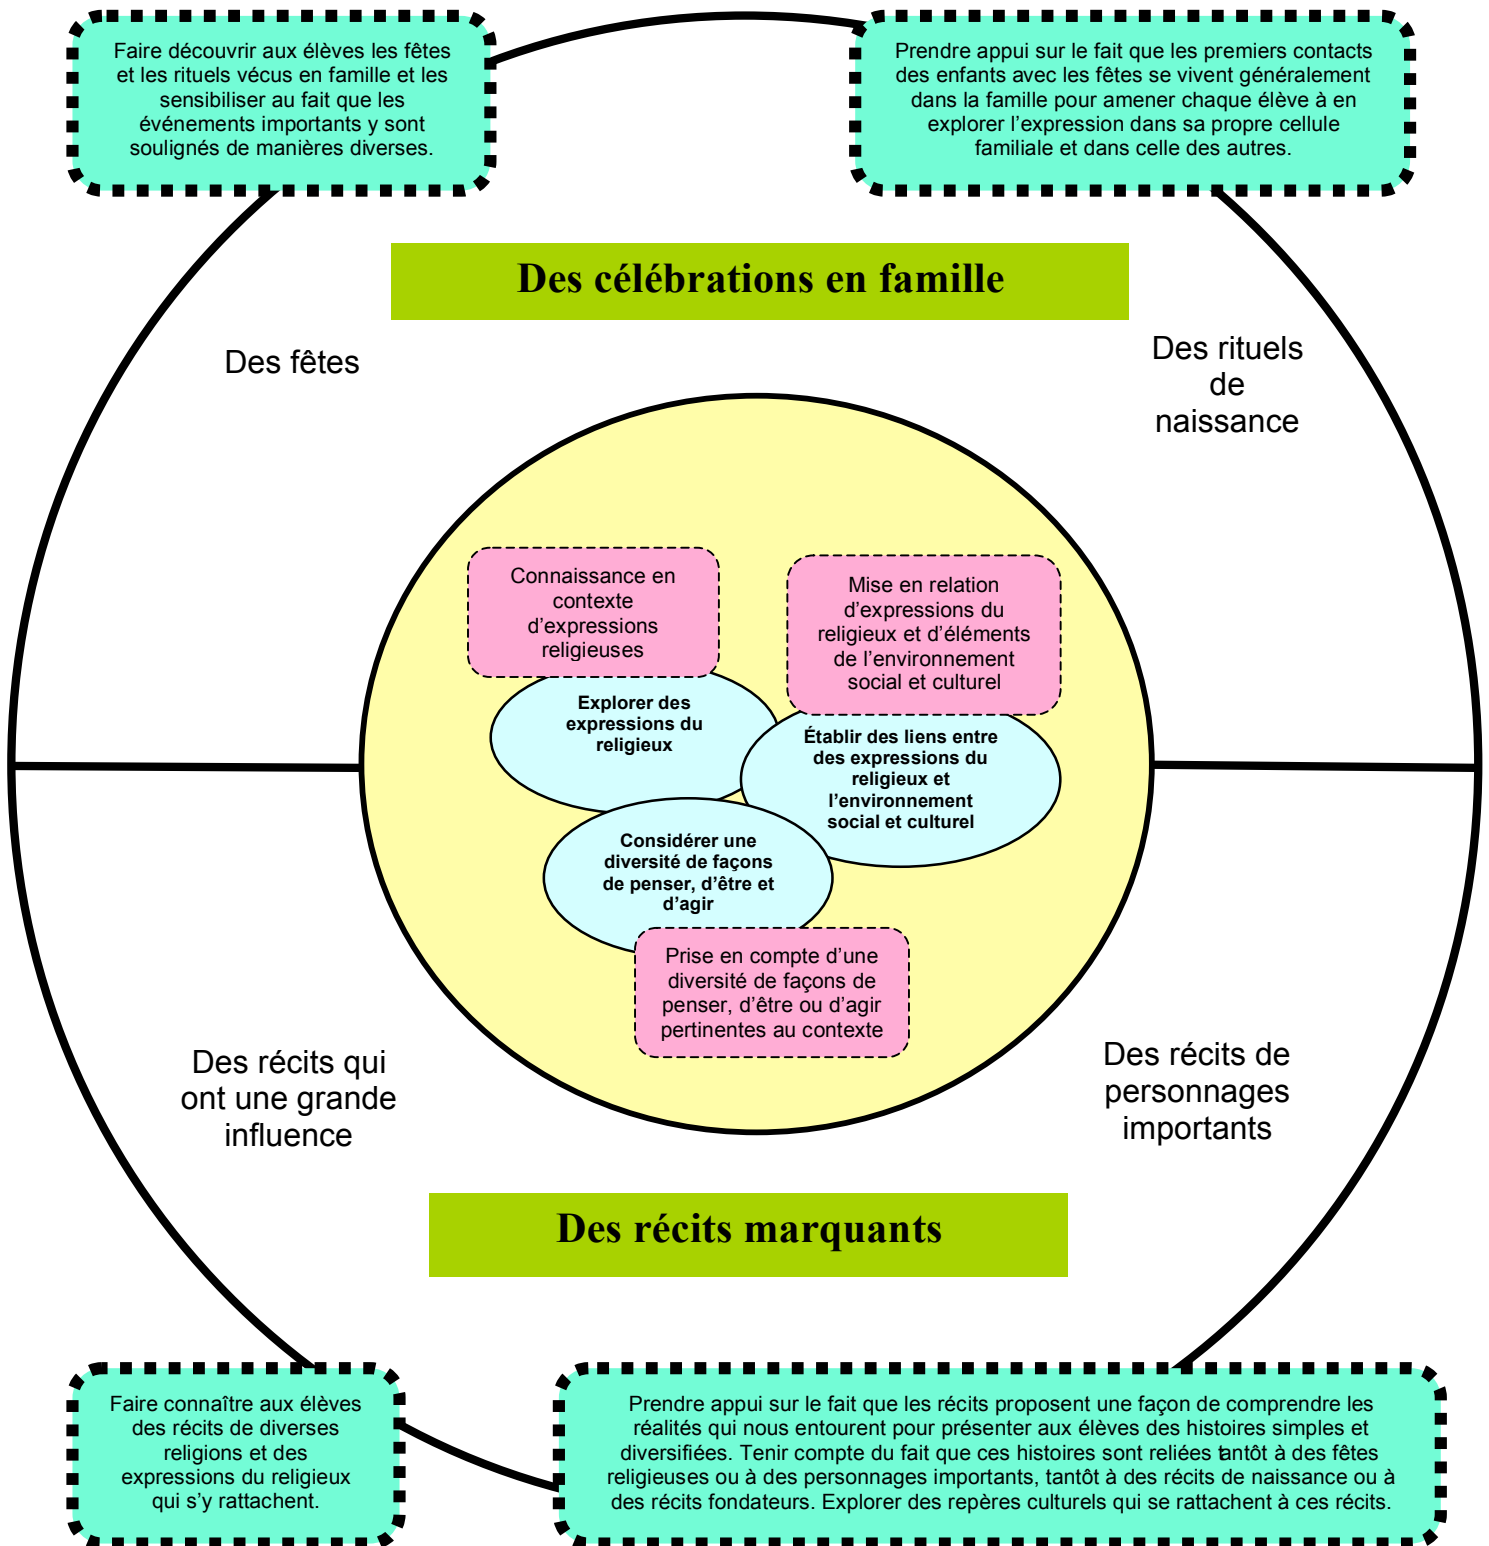 Faire découvrir aux élèves les fêtes
et les rituels vécus en famille et les
sensibiliser au fait que les
événements importants y sont
soulignés de manières diverses.
Prendre appui sur le fait que les premiers contacts
des enfants avec les fêtes se vivent généralement
dans la famille pour amener chaque élève à en
explorer l’expression dans sa propre cellule
familiale et dans celle des autres.
Des célébrations en famille
Des fêtes
Des rituels
de
naissance
Connaissance en
contexte
d'expressions
religieuses
Mise en relation
d’expressions du
religieux et d’éléments
de l’environnement
social et culturel
Explorer des
expressions du
religieux
Établir des liens entre
des expressions du
religieux et
l’environnement
social et culturel
Considérer une
diversité de façons
de penser, d’être et
d’agir
Prise en compte d’une
diversité de façons de
penser, d’être ou d’agir
pertinentes au contexte
Des récits qui
ont une grande
influence
Des récits de
personnages
importants
Des récits marquants
Faire connaître aux élèves
des récits de diverses
religions et des
expressions du religieux
qui s’y rattachent.
Prendre appui sur le fait que les récits proposent une façon de comprendre les
réalités qui nous entourent pour présenter aux élèves des histoires simples et
diversifiées. Tenir compte du fait que ces histoires sont reliées tantôt à des fêtes
religieuses ou à des personnages importants, tantôt à des récits de naissance ou à
des récits fondateurs. Explorer des repères culturels qui se rattachent à ces récits.